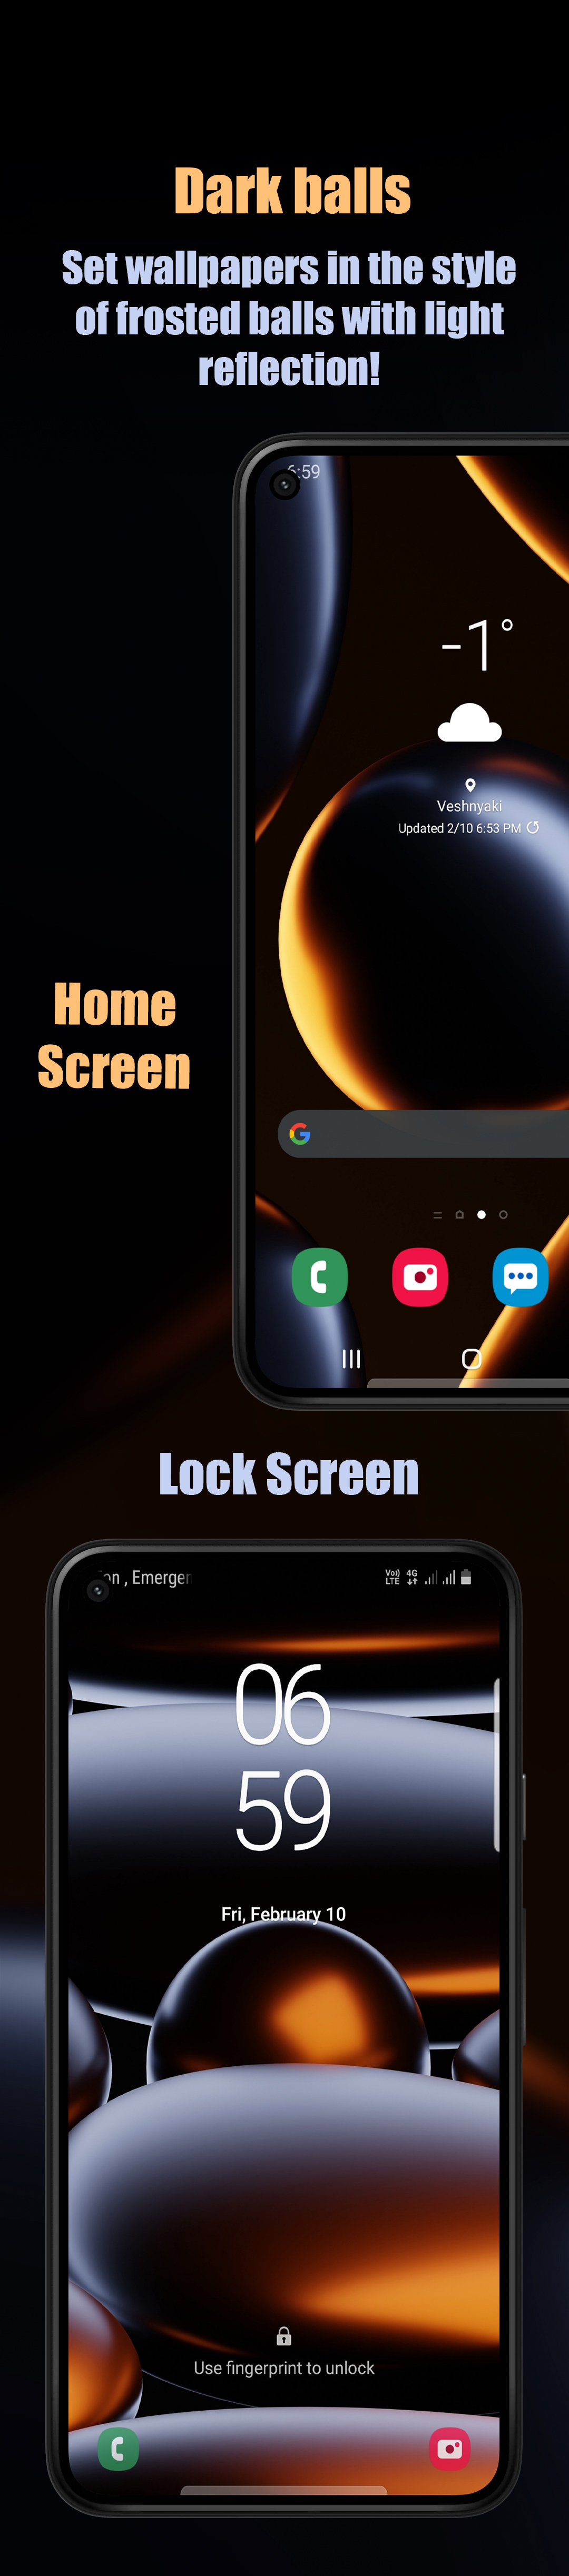 Dark balls
Set wallpapers in the style
of frosted balls with light
reflection!
6:59
-1°
Veshnyaki
Updated 2/10 6:53 PM
Home
Screen
G
Lock Screen
on , Emergen
Vo)) 4G
LTE
06
59
Fri, February 10
Use fingerprint to unlock